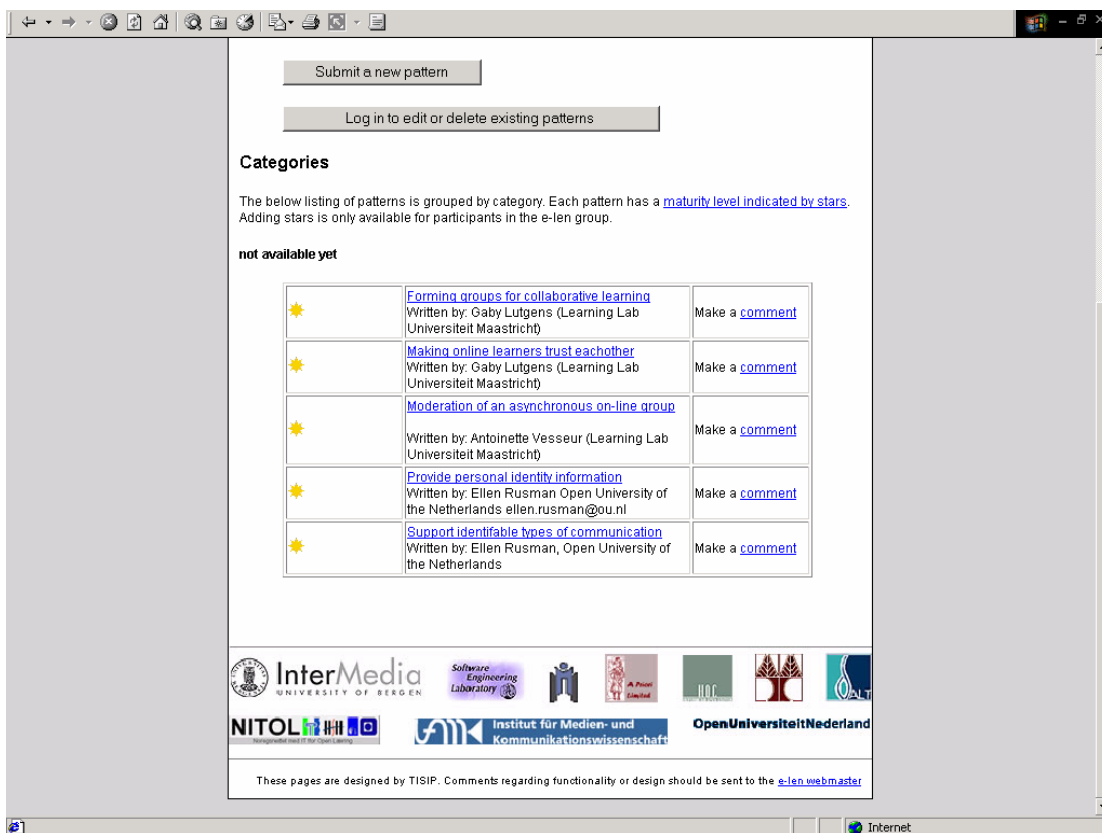 Submit a new pattern
Log in to edit or delete existing patterns
Categories
The below listing of patterns is grouped by category. Each pattern has a maturity level indicated by stars.
Adding stars is only available for participants in the e-len group.
not available yet
Forming groups for collaborative learning
Written by: Gaby Lutgens (Learning Lab
Universiteit Maastricht)
Make a comment
Making online learners trust eachother
Written by: Gaby Lutgens (Learning Lab
Universiteit Maastricht)
Make a comment
Moderation of an asynchronous on-line group
Written by: Antoinette Vesseur (Learning Lab
Universiteit Maastricht)
Make a comment
Provide personal identity information
Written by: Ellen Rusman Open University of
the Netherlands ellen.rusman@ou.nl
Make a comment
Support identifable types of communication
Written by: Ellen Rusman, Open University of
the Netherlands
Make a comment
InterMedia
UNIVERSITY OF BERGEN
Software
Engineering
Laboratory
A Priori
Limited
HOC
ALT
NITOL
Institut für Medien- und
Kommunikationswissenschaft
OpenUniversiteitNederland
These pages are designed by TISIP. Comments regarding functionality or design should be sent to the e-len webmaster
Internet